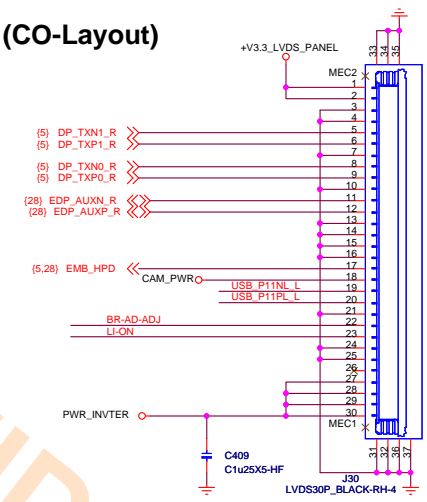 (CO-Layout)
+V3.3_LVDS_PANEL
33
34
35
MEC2
1
2
3
4
{5} DP_TXN1_R 5
{5} DP_TXP1_R 6
7
{5} DP_TXN0_R 8
{5} DP_TXP0_R 9
10
{28} EDP_AUXN_R 11
{28} EDP_AUXP_R 12
13
14
15
16
{5,28} EMB_HPD 17
CAM_PWR 18
USB_P11NL_L 19
USB_P11PL_L 20
21
BR-AD-ADJ 22
LI-ON 23
24
25
26
27
28
29
PWR_INVTER 30
MEC1
31
32
36
37
C409
C1u25X5-HF
J30
LVDS30P_BLACK-RH-4